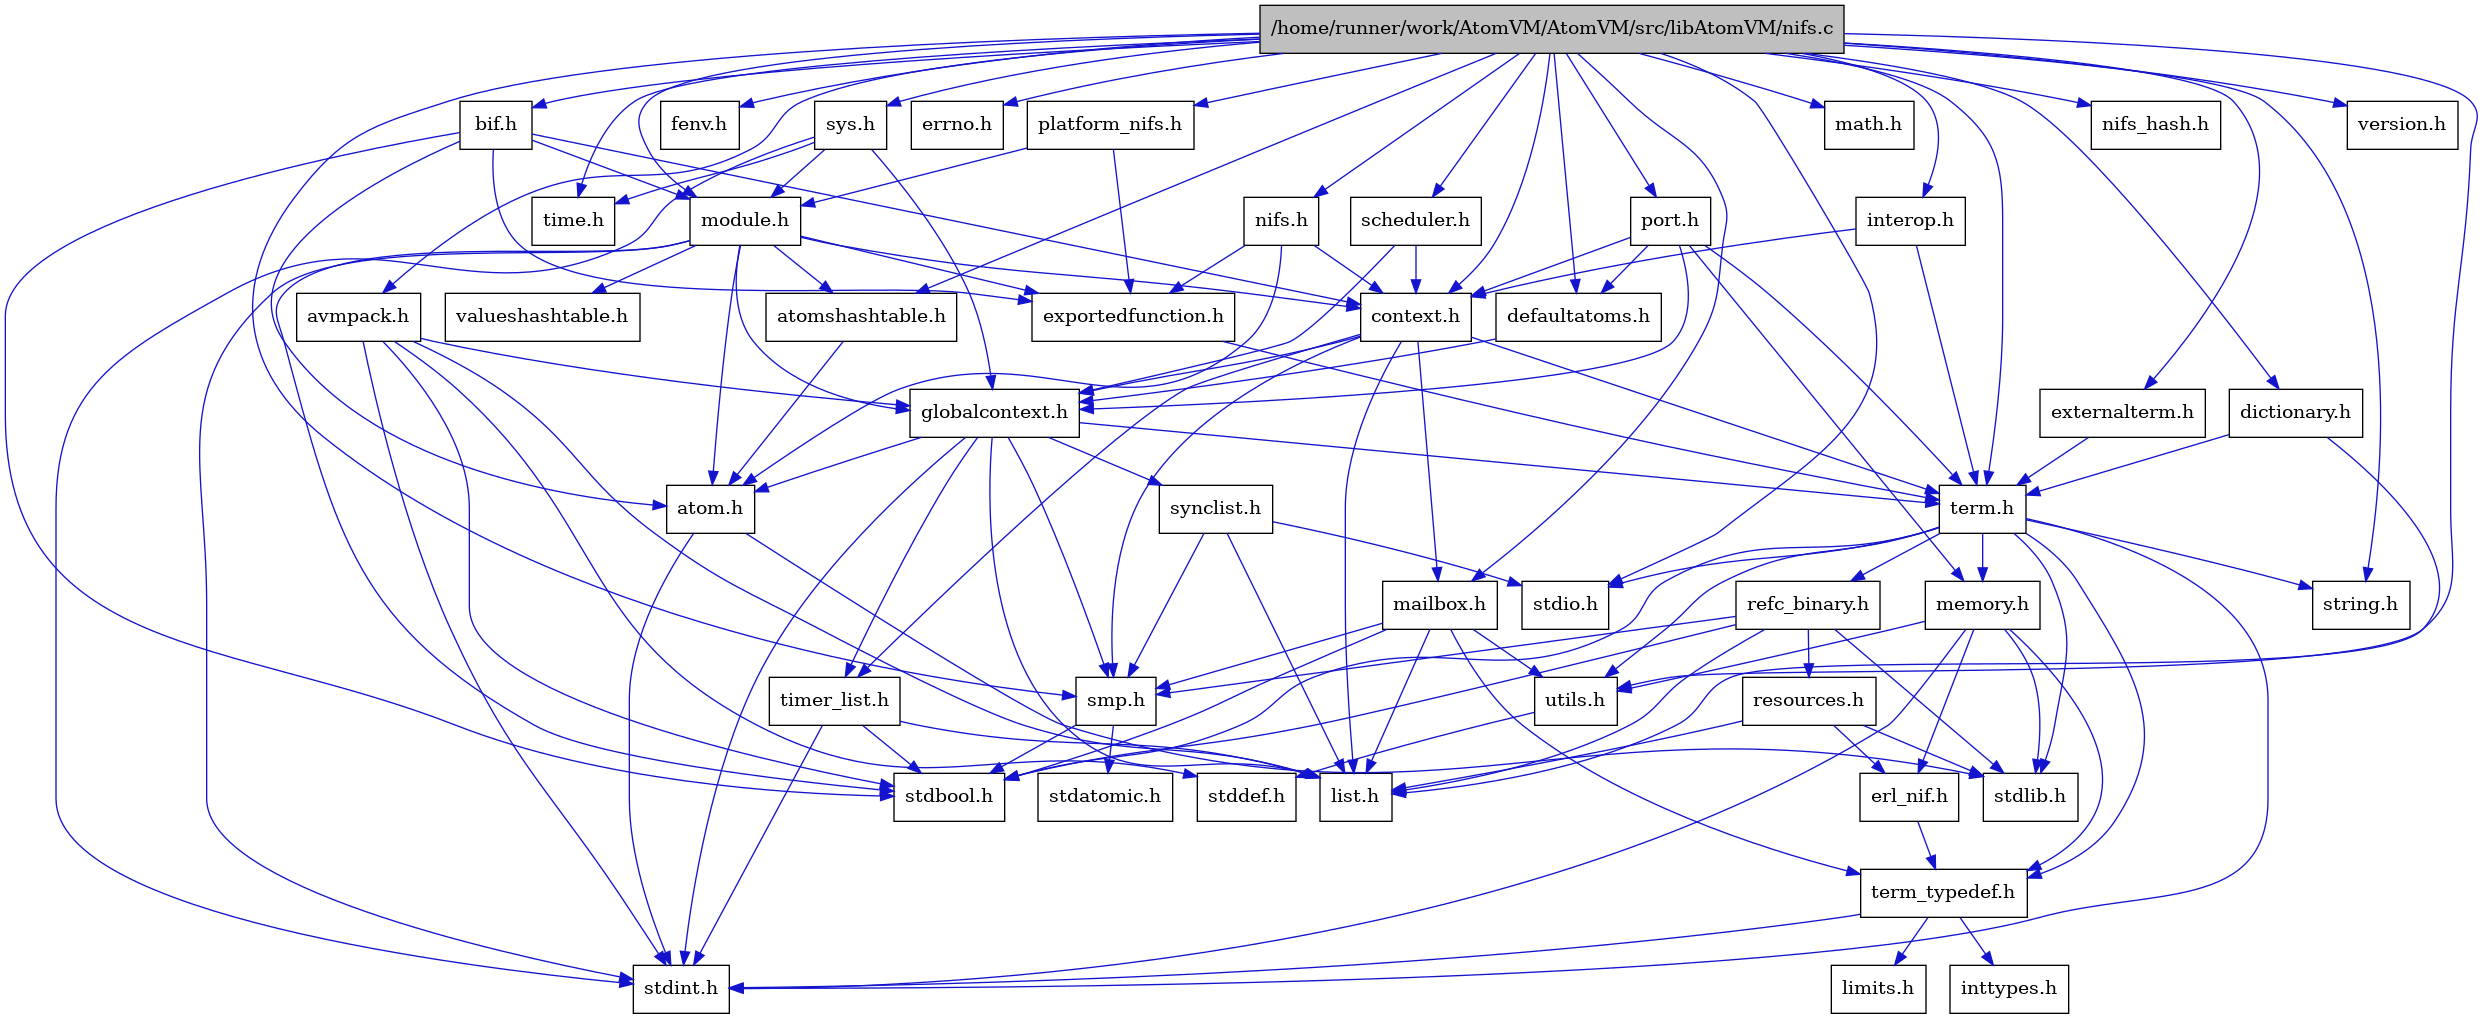 /home/runner/work/AtomVM/AtomVM/src/libAtomVM/nifs.c
bif.h
fenv.h
sys.h
errno.h
platform_nifs.h
math.h
nifs_hash.h
version.h
time.h
module.h
nifs.h
scheduler.h
port.h
interop.h
avmpack.h
valueshashtable.h
atomshashtable.h
exportedfunction.h
context.h
defaultatoms.h
globalcontext.h
externalterm.h
dictionary.h
atom.h
synclist.h
term.h
mailbox.h
stdio.h
refc_binary.h
memory.h
string.h
timer_list.h
smp.h
utils.h
resources.h
stdbool.h
stdatomic.h
stddef.h
list.h
erl_nif.h
stdlib.h
term_typedef.h
stdint.h
limits.h
inttypes.h